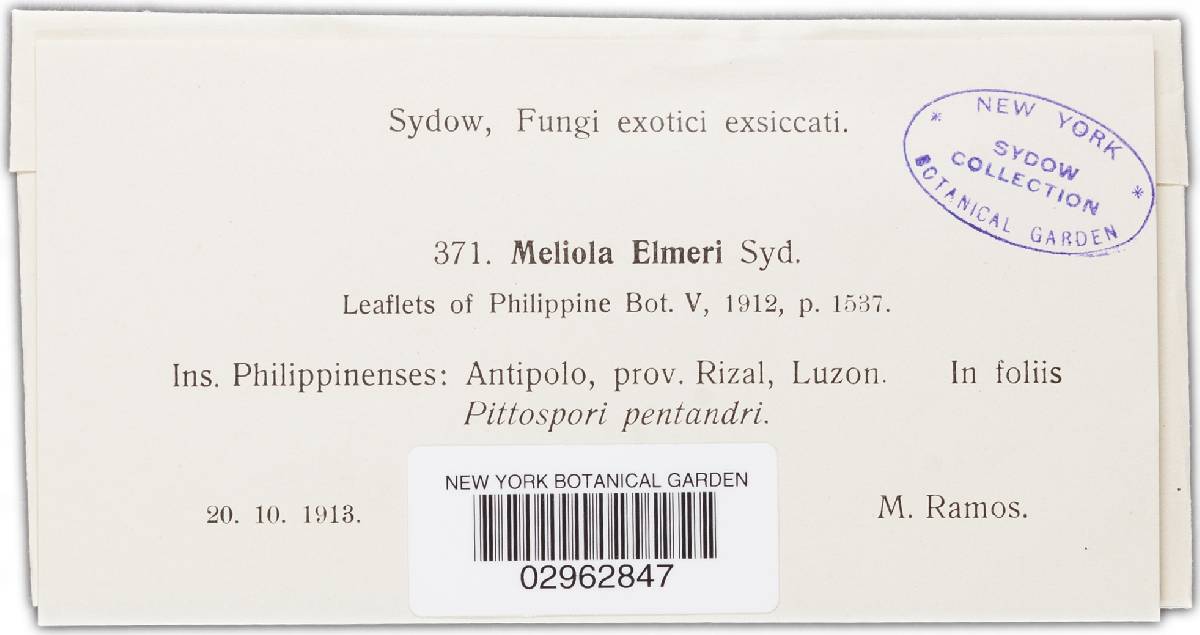 Sydow, Fungi exotici exsiccati.
NEW YORK
SYDOW
COLLECTION
BOTANICAL GARDEN
371. Meliola Elmeri Syd.
Leaflets of Philippine Bot. V, 1912, p. 1537.
Ins. Philippinenses: Antipolo, prov. Rizal, Luzon. In foliis
Pittospori pentandri.
20. 10. 1913.
M. Ramos.
NEW YORK BOTANICAL GARDEN
02962847